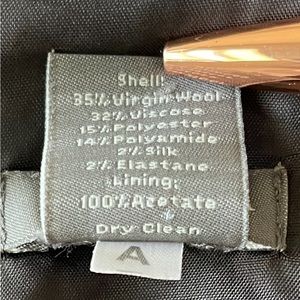 Shell:
35% Virgin Wool
32% Viscose
15% Polyester
14% Polyamide
2% Silk
2% Elastane
Lining:
100% Acetate
Dry Clean
A